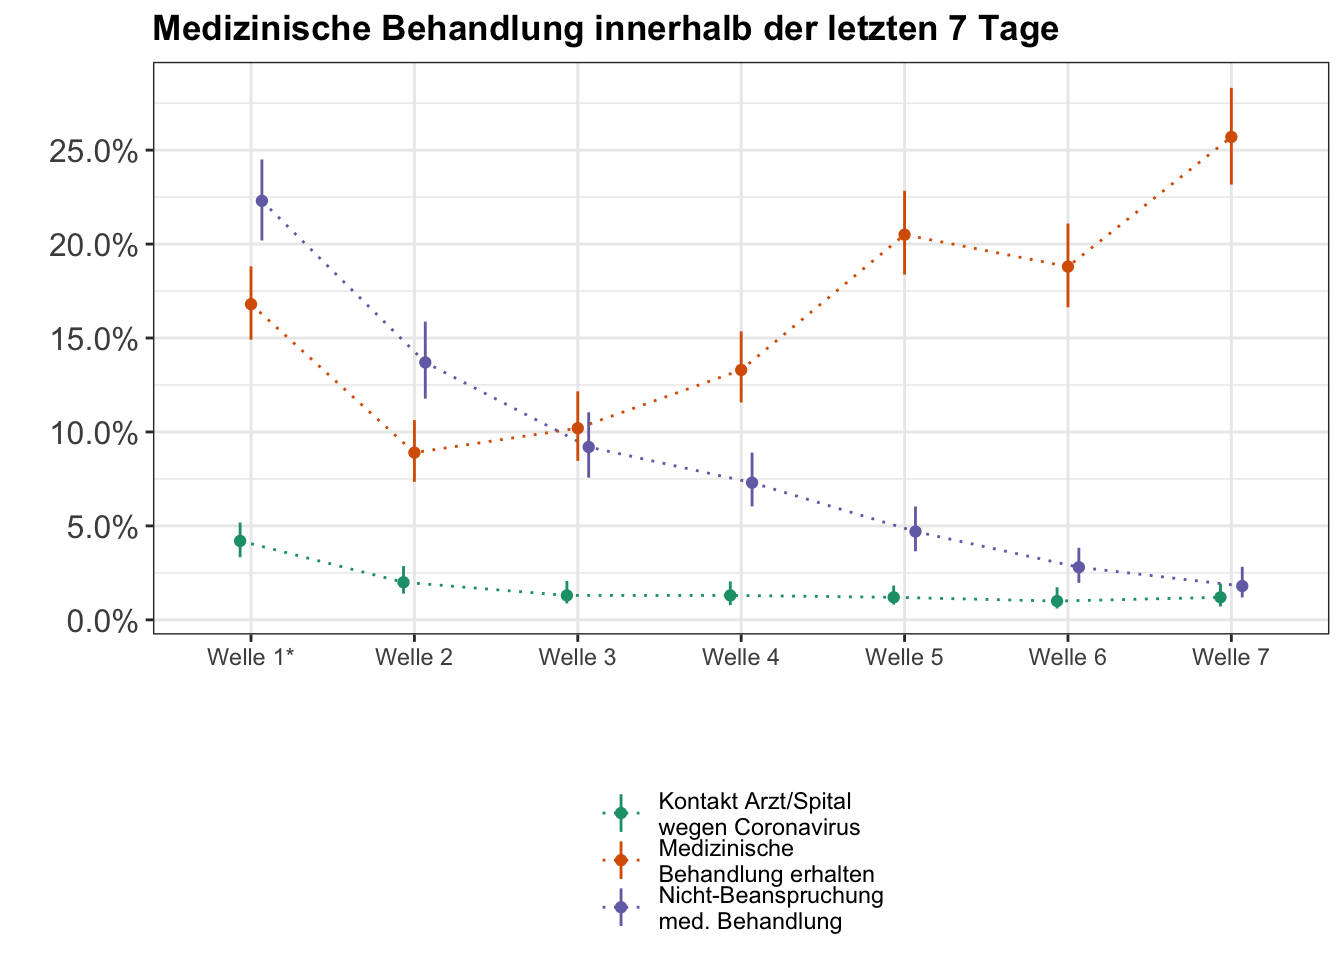 Medizinische Behandlung innerhalb der letzten 7 Tage
25.0%
20.0%
15.0%
10.0%
5.0%
0.0%
Welle 1* Welle 2 Welle 3 Welle 4 Welle 5 Welle 6 Welle 7
Kontakt Arzt/Spital
wegen Coronavirus
Medizinische
Behandlung erhalten
Nicht-Beanspruchung
med. Behandlung